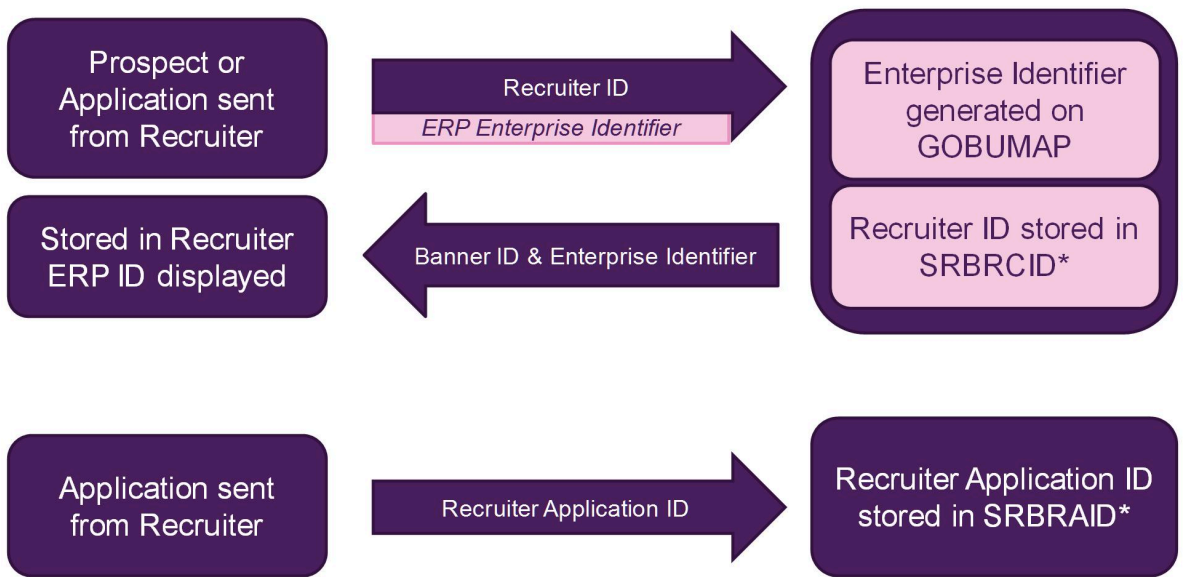 Prospect or
Application sent
from Recruiter
Recruiter ID
ERP Enterprise Identifier
Enterprise Identifier
generated on
GOBUMAP
Stored in Recruiter
ERP ID displayed
Banner ID & Enterprise Identifier
Recruiter ID stored in
SRBRCID*
Application sent
from Recruiter
Recruiter Application ID
Recruiter Application ID
stored in SRBRAID*